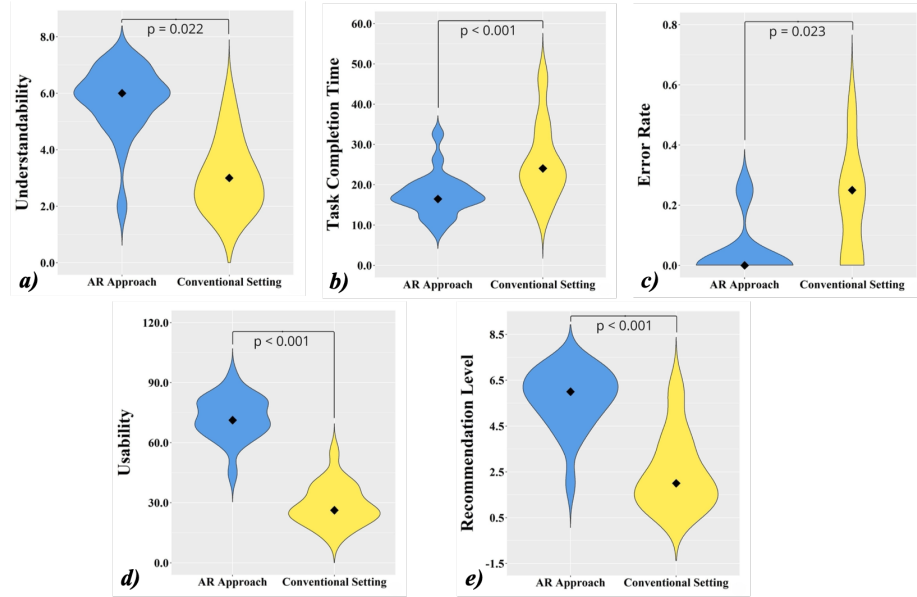 p = 0.022
8.0
6.0
4.0
2.0
0.0
Understandability
AR Approach
Conventional Setting
a)
p < 0.001
60.0
50.0
40.0
30.0
20.0
10.0
0.0
Task Completion Time
AR Approach
Conventional Setting
b)
p = 0.023
0.8
0.6
0.4
0.2
0.0
Error Rate
AR Approach
Conventional Setting
c)
p < 0.001
120.0
90.0
60.0
30.0
0.0
Usability
AR Approach
Conventional Setting
d)
p < 0.001
8.5
6.5
4.5
2.5
0.5
-1.5
Recommendation Level
AR Approach
Conventional Setting
e)